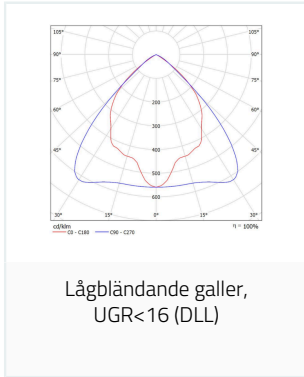 105° 105°
90° 90°
75° 75°
60° 60°
45° 45°
200
300
400
500
600
30° 15° 0° 15° 30°
cd/klm η = 100%
C0 - C180 C90 - C270
Lågbländande galler,
UGR<16 (DLL)